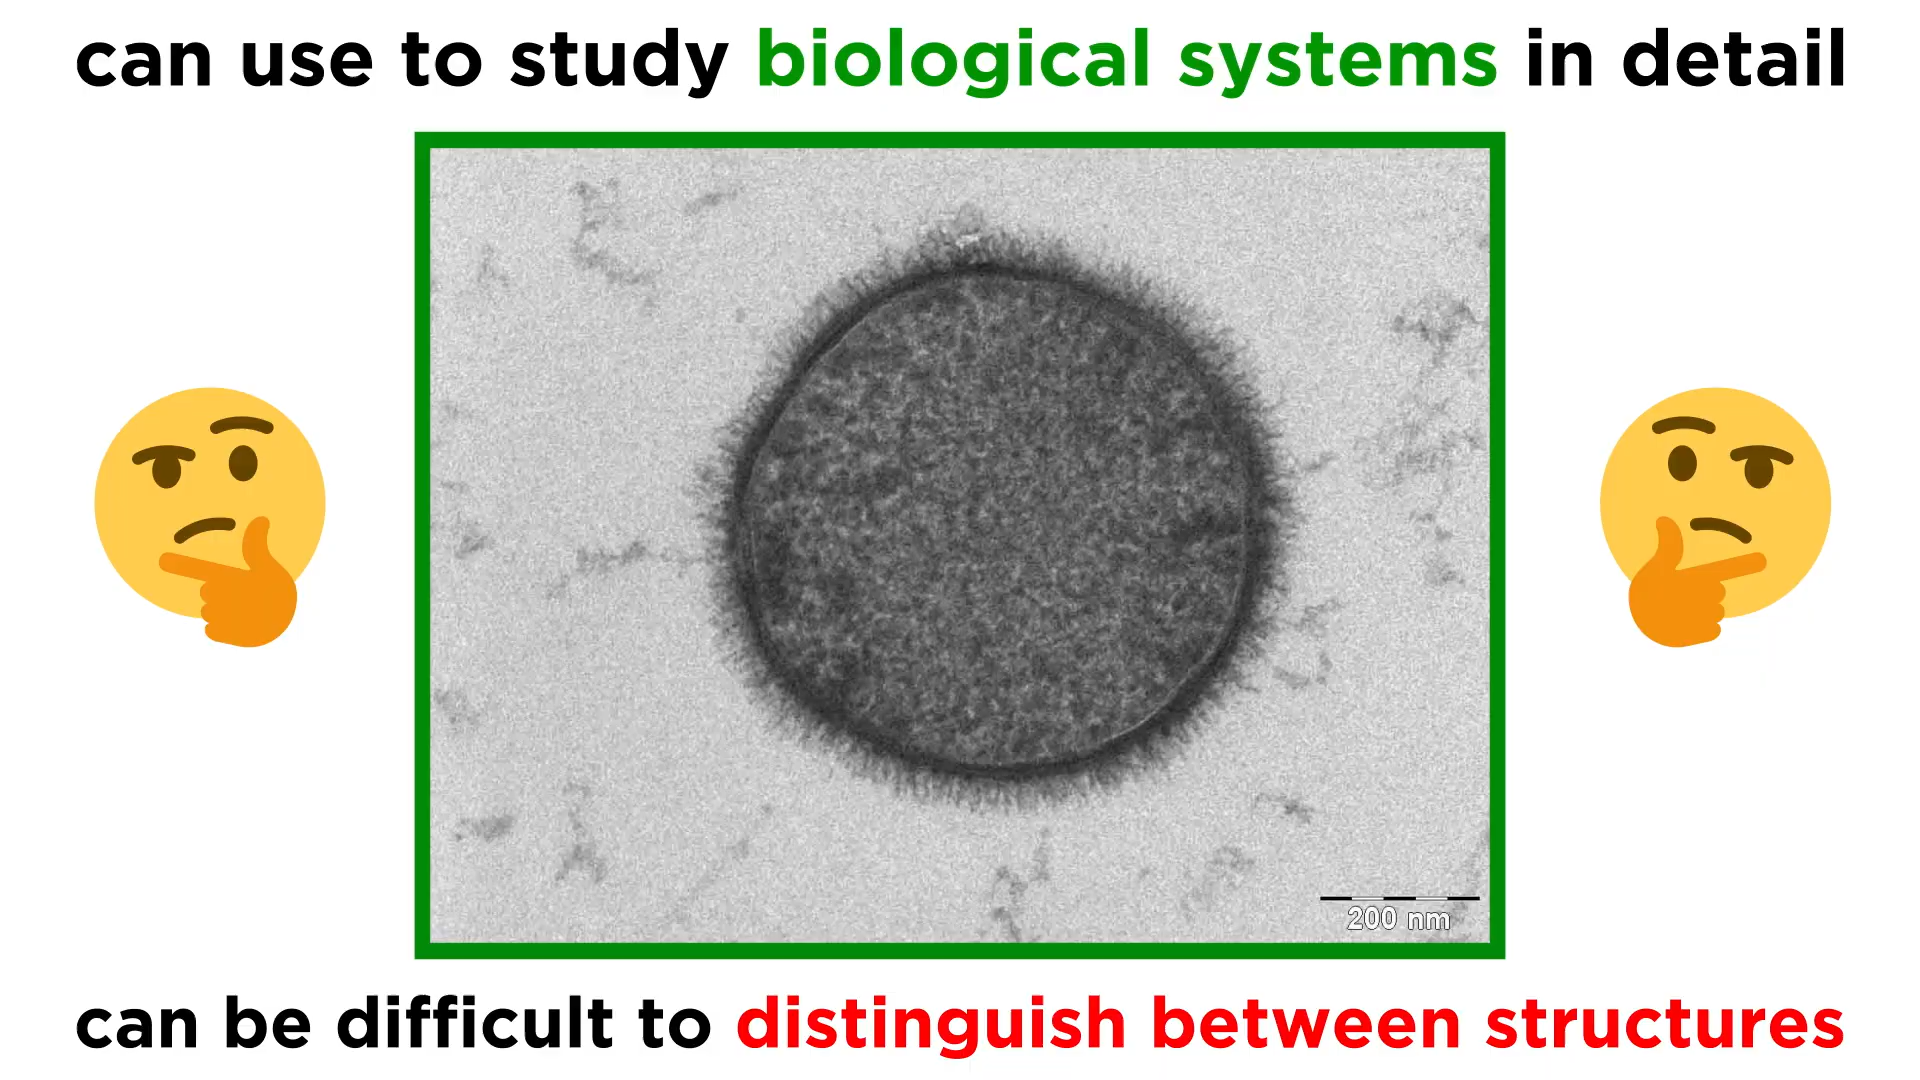 can use to study biological systems in detail
200 nm
can be difficult to distinguish between structures